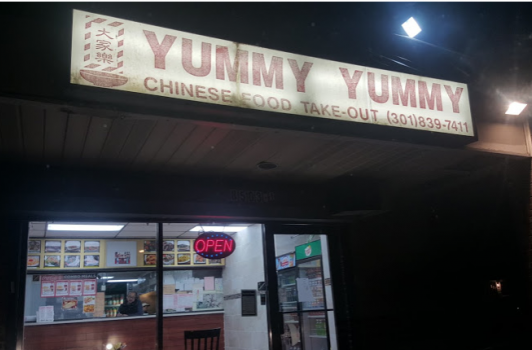 大家樂
YUMMY YUMMY
CHINESE FOOD TAKE-OUT (301)839-7411
OPEN